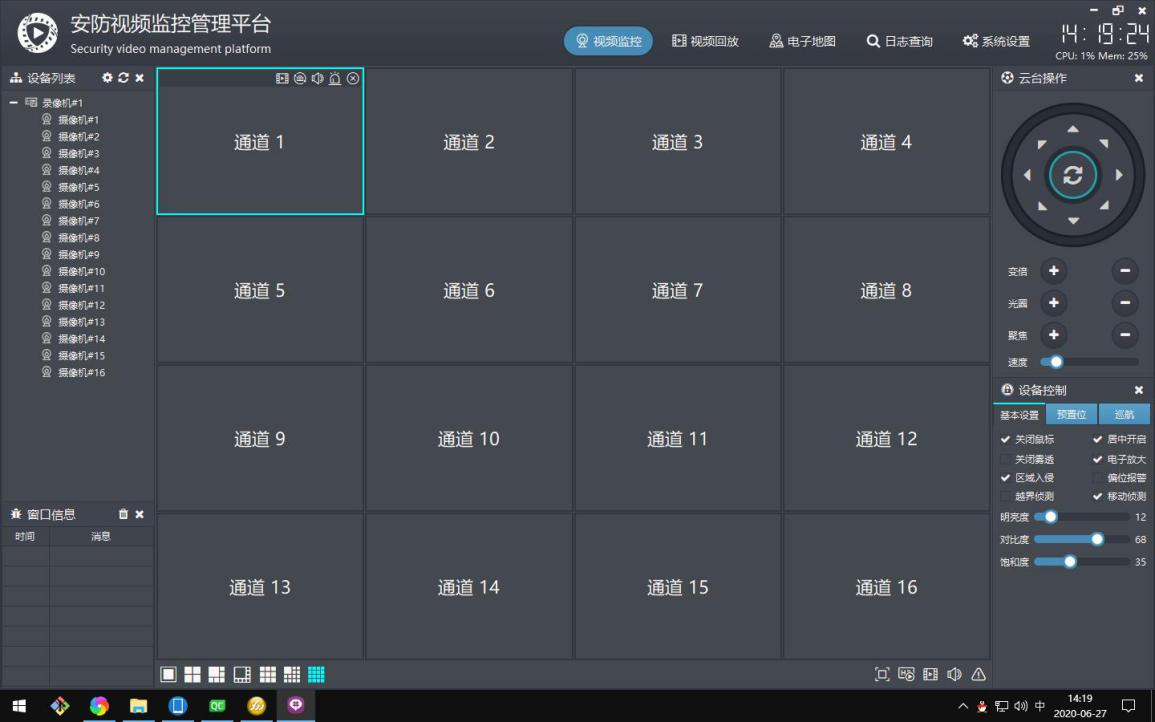 安防视频监控管理平台
Security video management platform
视频监控
视频回放
电子地图
日志查询
系统设置
14:19:24
CPU: 1% Mem: 25%
设备列表
录像机#1
摄像机#1
摄像机#2
摄像机#3
摄像机#4
摄像机#5
摄像机#6
摄像机#7
摄像机#8
摄像机#9
摄像机#10
摄像机#11
摄像机#12
摄像机#13
摄像机#14
摄像机#15
摄像机#16
窗口信息
时间 消息
通道 1 通道 2 通道 3 通道 4
通道 5 通道 6 通道 7 通道 8
通道 9 通道 10 通道 11 通道 12
通道 13 通道 14 通道 15 通道 16
云台操作
变倍
光圈
聚焦
速度
设备控制
基本设置 预置位 巡航
关闭鼠标 居中开启
关闭雾透 电子放大
区域入侵 偏位报警
越界侦测 移动侦测
明亮度 12
对比度 68
饱和度 35
QC
中
14:19
2020-06-27